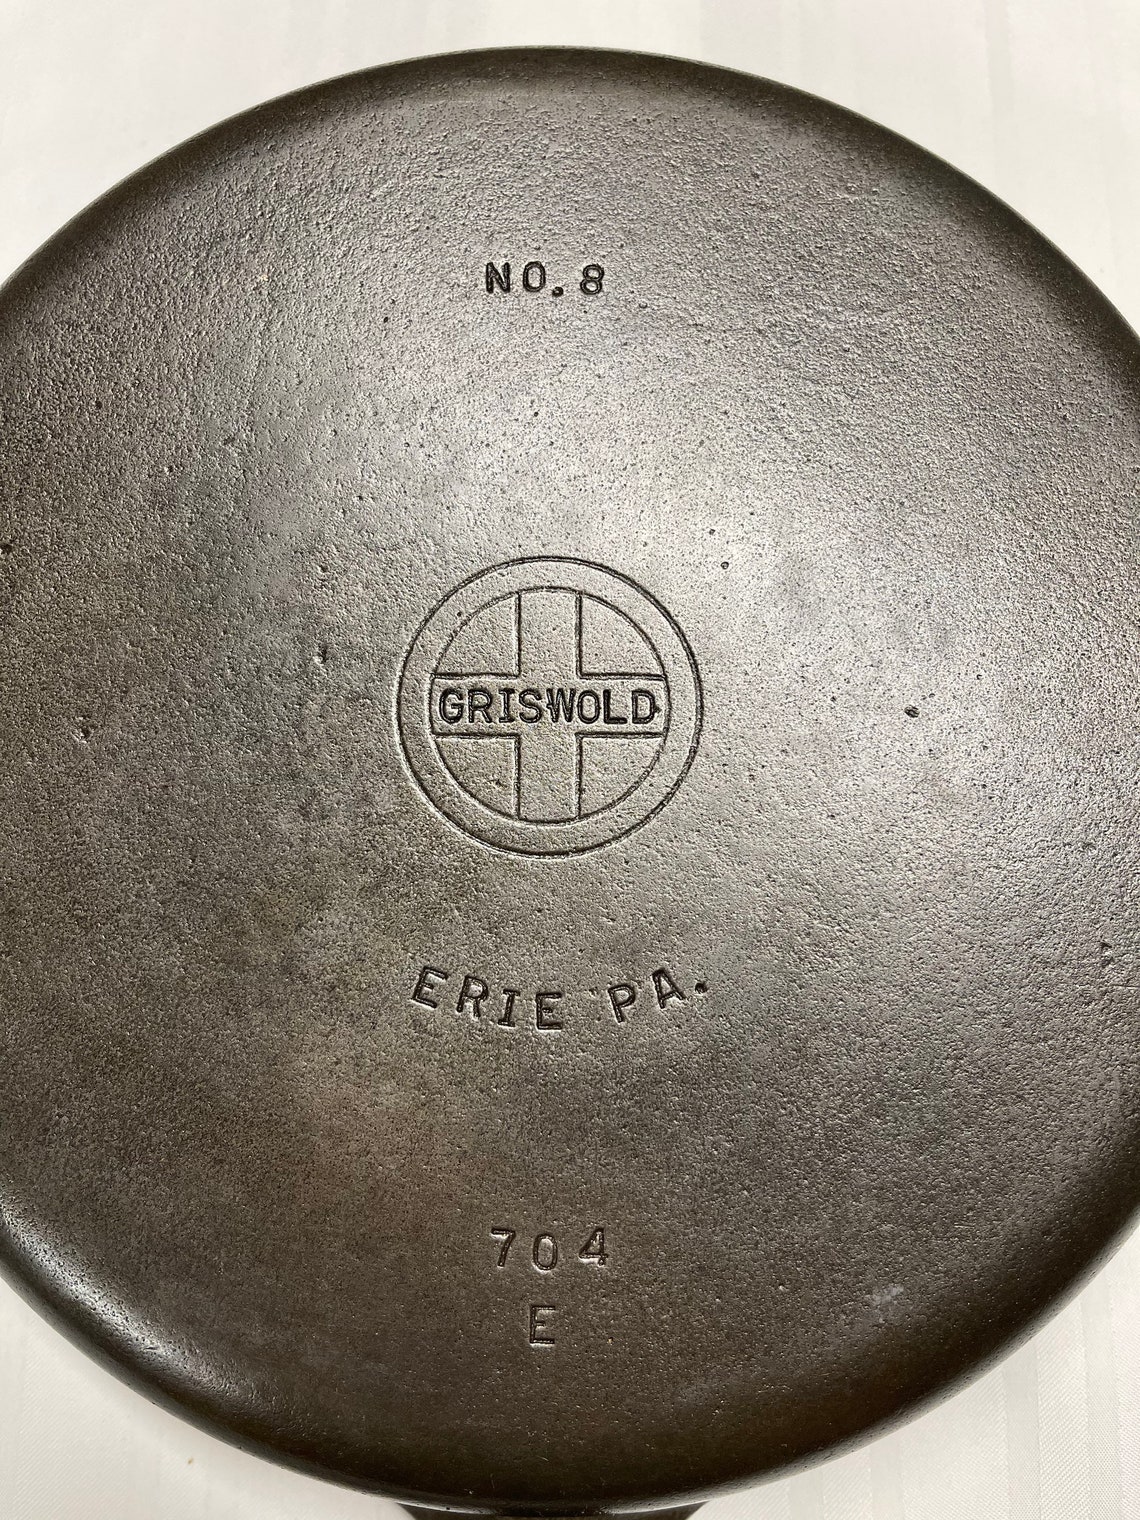 NO. 8
GRISWOLD
ERIE PA.
704
E